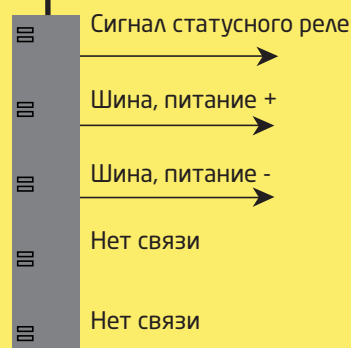 Сигнал статусного реле
Шина, питание +
Шина, питание -
Нет связи
Нет связи